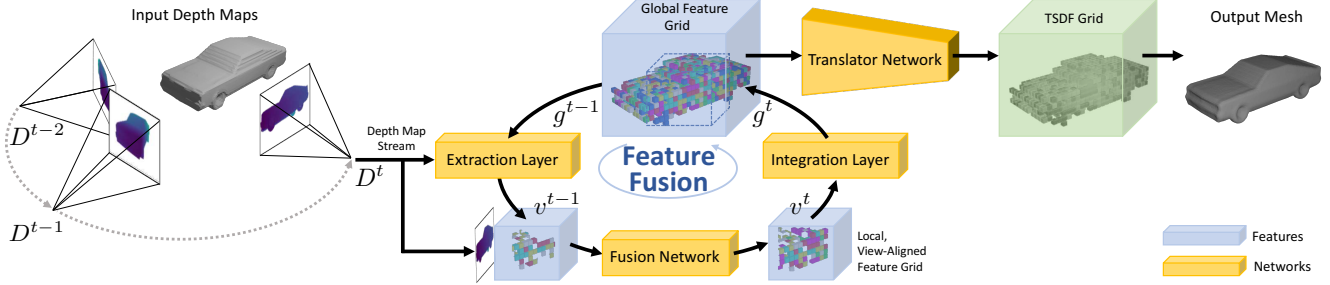 Input Depth Maps
D^{t-2}
D^{t-1}
D^t
Depth Map
Stream
Extraction Layer
g^{t-1}
v^{t-1}
Global Feature
Grid
Feature
Fusion
Fusion Network
g^t
Integration Layer
v^t
Local,
View-Aligned
Feature Grid
Translator Network
TSDF Grid
Output Mesh
Features
Networks